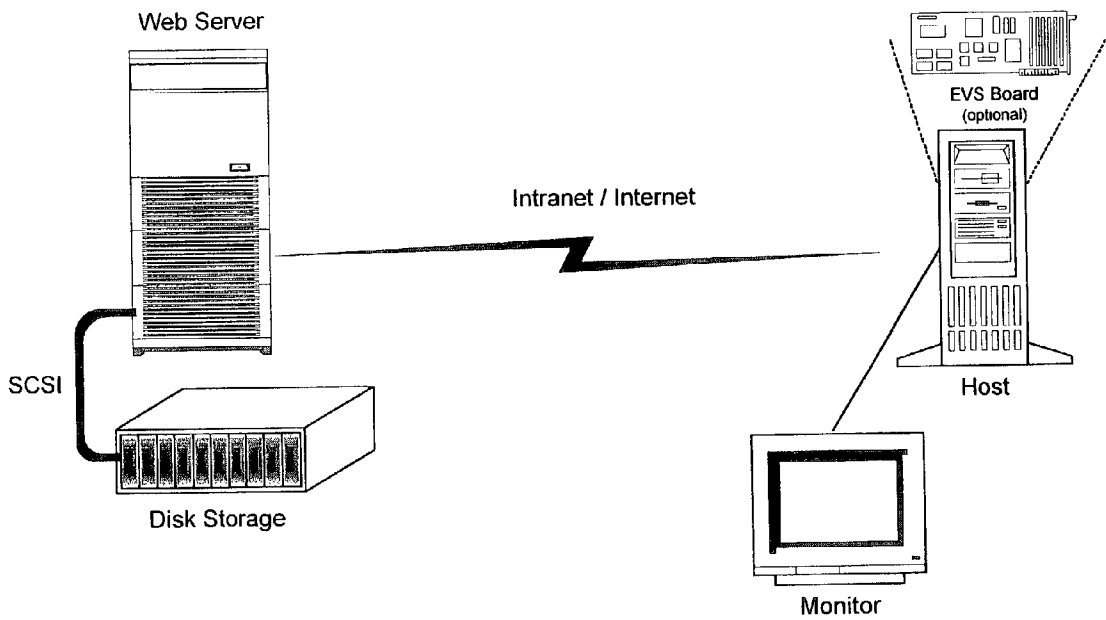 Web Server
EVS Board
(optional)
Intranet / Internet
SCSI
Host
Disk Storage
Monitor